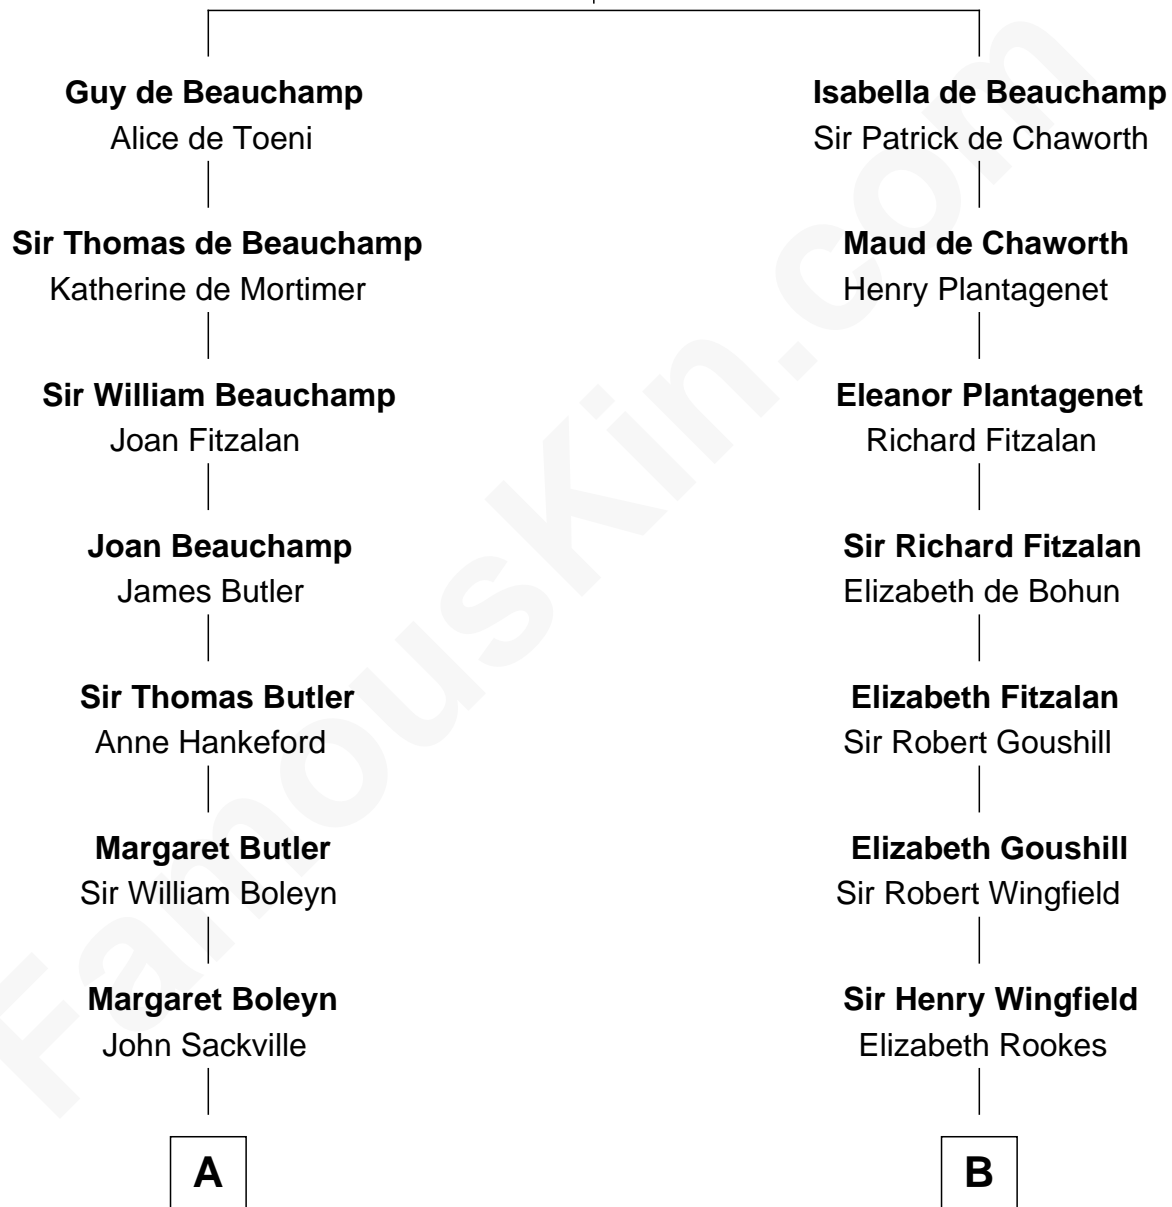 Guy de Beauchamp
Alice de Toeni
Sir Thomas de Beauchamp
Katherine de Mortimer
Sir William Beauchamp
Joan Fitzalan
Joan Beauchamp
James Butler
Sir Thomas Butler
Anne Hankeford
Margaret Butler
Sir William Boleyn
Margaret Boleyn
John Sackville
A
Isabella de Beauchamp
Sir Patrick de Chaworth
Maud de Chaworth
Henry Plantagenet
Eleanor Plantagenet
Richard Fitzalan
Sir Richard Fitzalan
Elizabeth de Bohun
Elizabeth Fitzalan
Sir Robert Goushill
Elizabeth Goushill
Sir Robert Wingfield
Sir Henry Wingfield
Elizabeth Rookes
B
FamousKin.com